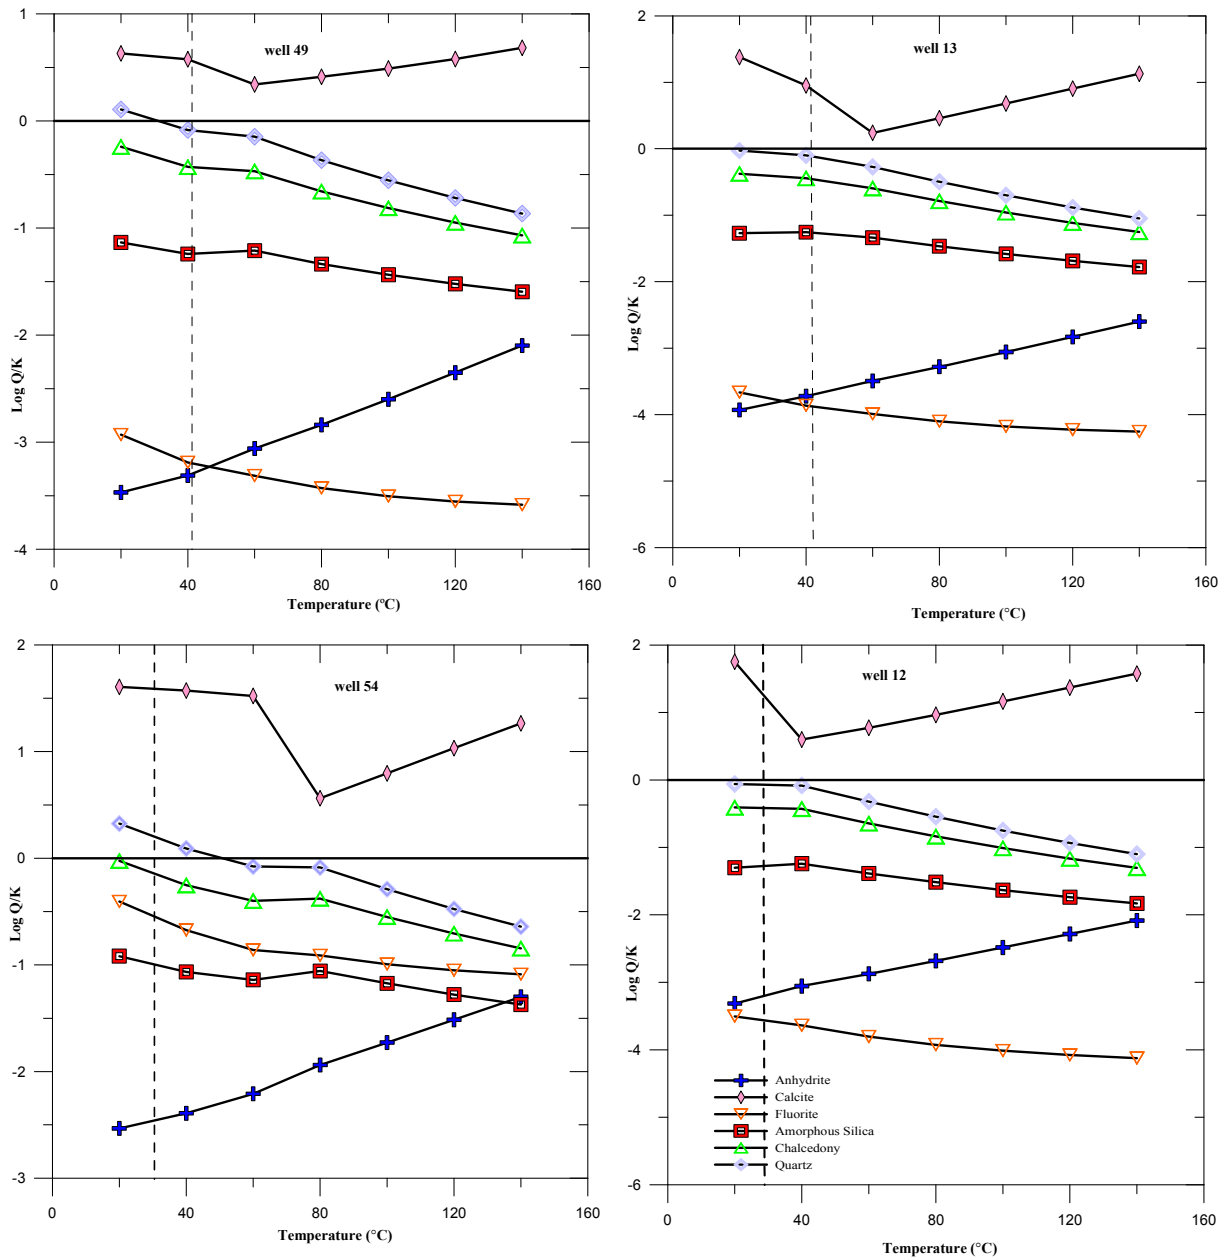 well 49
1
0
-1
-2
-3
-4
Log Q/K
0
40
80
120
160
Temperature (°C)
well 13
2
0
-2
-4
-6
Log Q/K
0
40
80
120
160
Temperature (°C)
well 54
2
1
0
-1
-2
-3
Log Q/K
0
40
80
120
160
Temperature (°C)
well 12
2
0
-2
-4
-6
Log Q/K
0
40
80
120
160
Temperature (°C)
Anhydrite
Calcite
Fluorite
Amorphous Silica
Chalcedony
Quartz